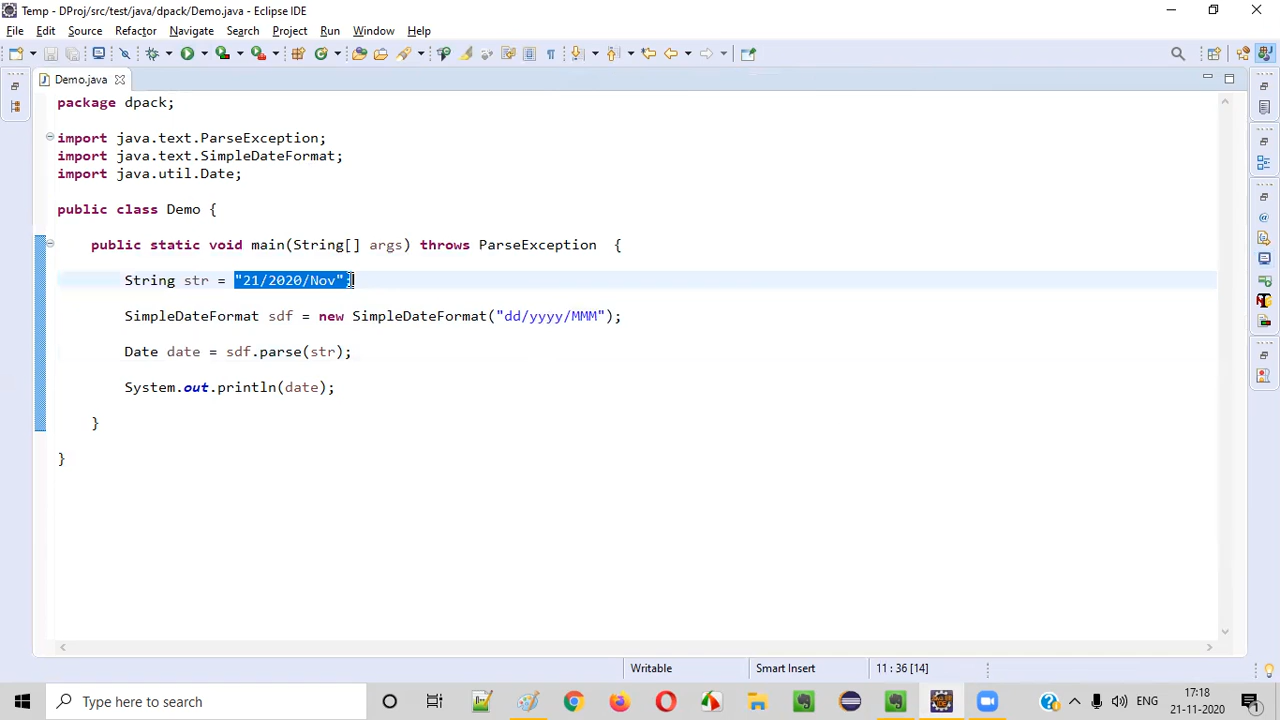 Temp - DProj/src/test/java/dpack/Demo.java - Eclipse IDE
File Edit Source Refactor Navigate Search Project Run Window Help
Demo.java
package dpack;
import java.text.ParseException;
import java.text.SimpleDateFormat;
import java.util.Date;
public class Demo {
public static void main(String[] args) throws ParseException {
String str = "21/2020/Nov";
SimpleDateFormat sdf = new SimpleDateFormat("dd/yyyy/MMM");
Date date = sdf.parse(str);
System.out.println(date);
}
}
Writable Smart Insert 11 : 36 [14]
Type here to search
ENG
17:18
21-11-2020